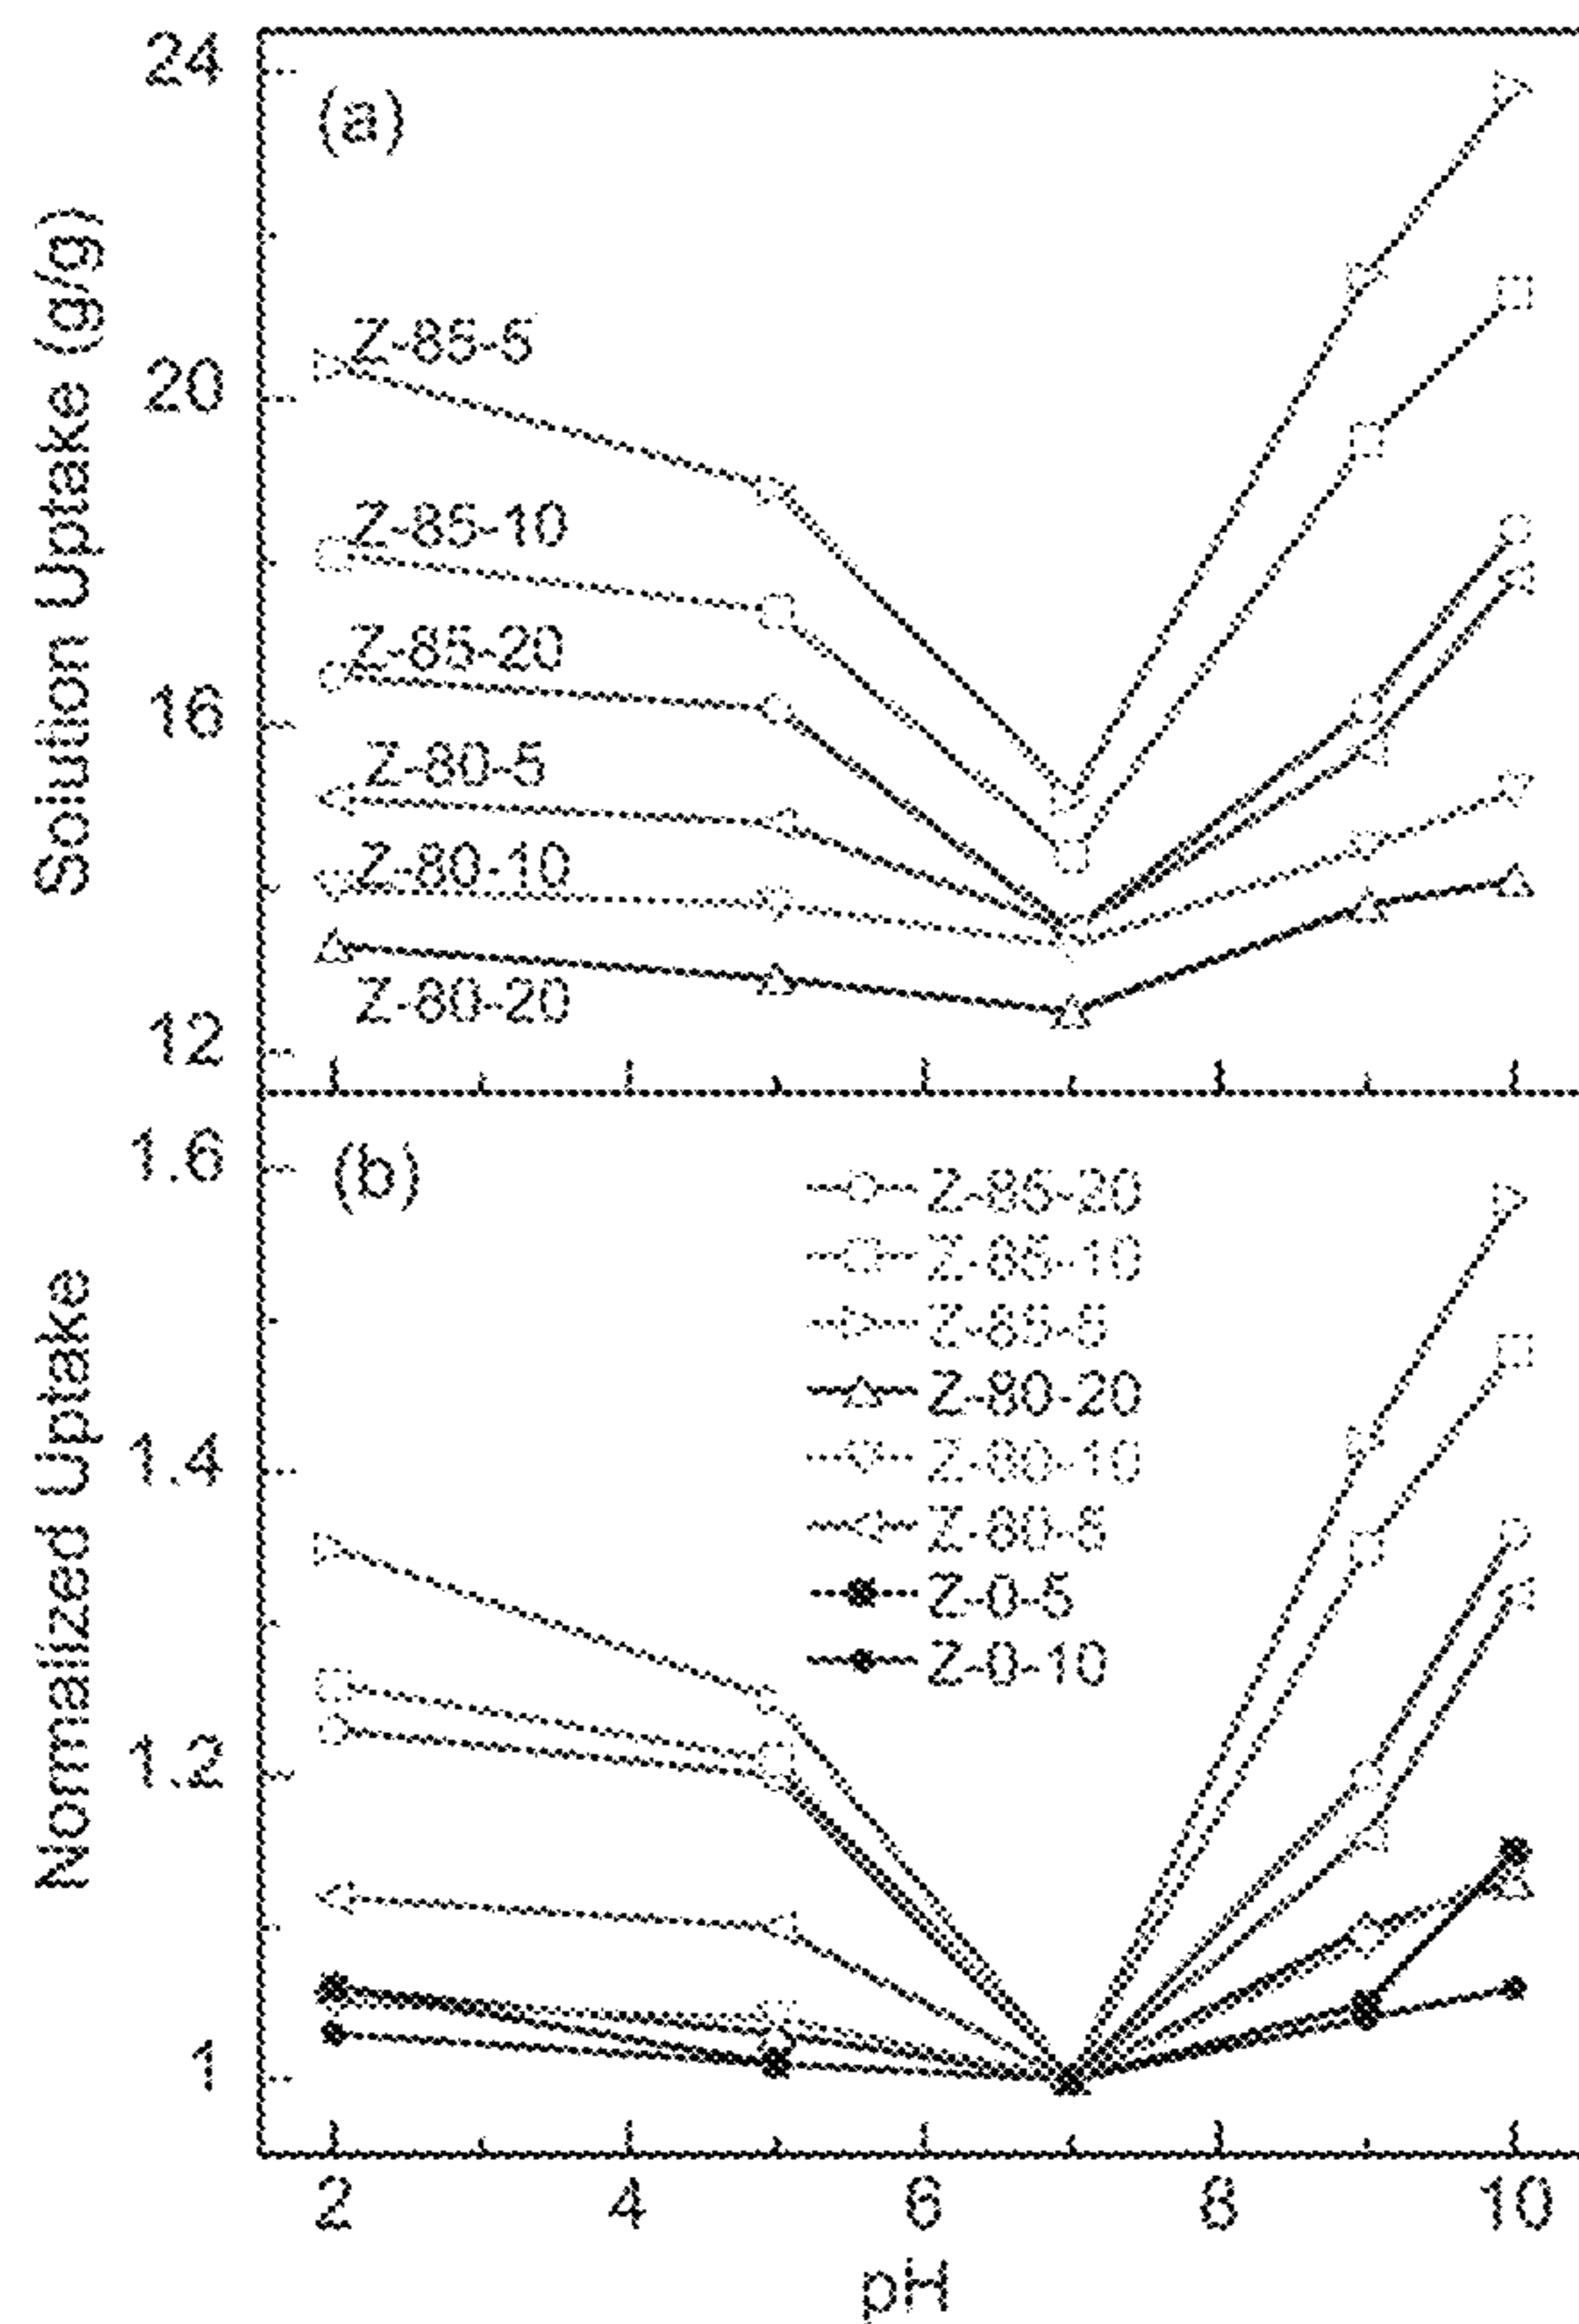 24
(a)
Solution Uptake (g/g)
Z-85-5
20
Z-85-10
Z-85-20
16
Z-80-5
Z-80-10
Z-80-20
12
1.6
(b)
Z-85-20
Z-85-10
Z-85-5
Z-80-20
Z-80-10
Z-80-5
Z-0-5
Z-0-10
Normalized Uptake
1.4
1.2
1
2 4 6 8 10
pH